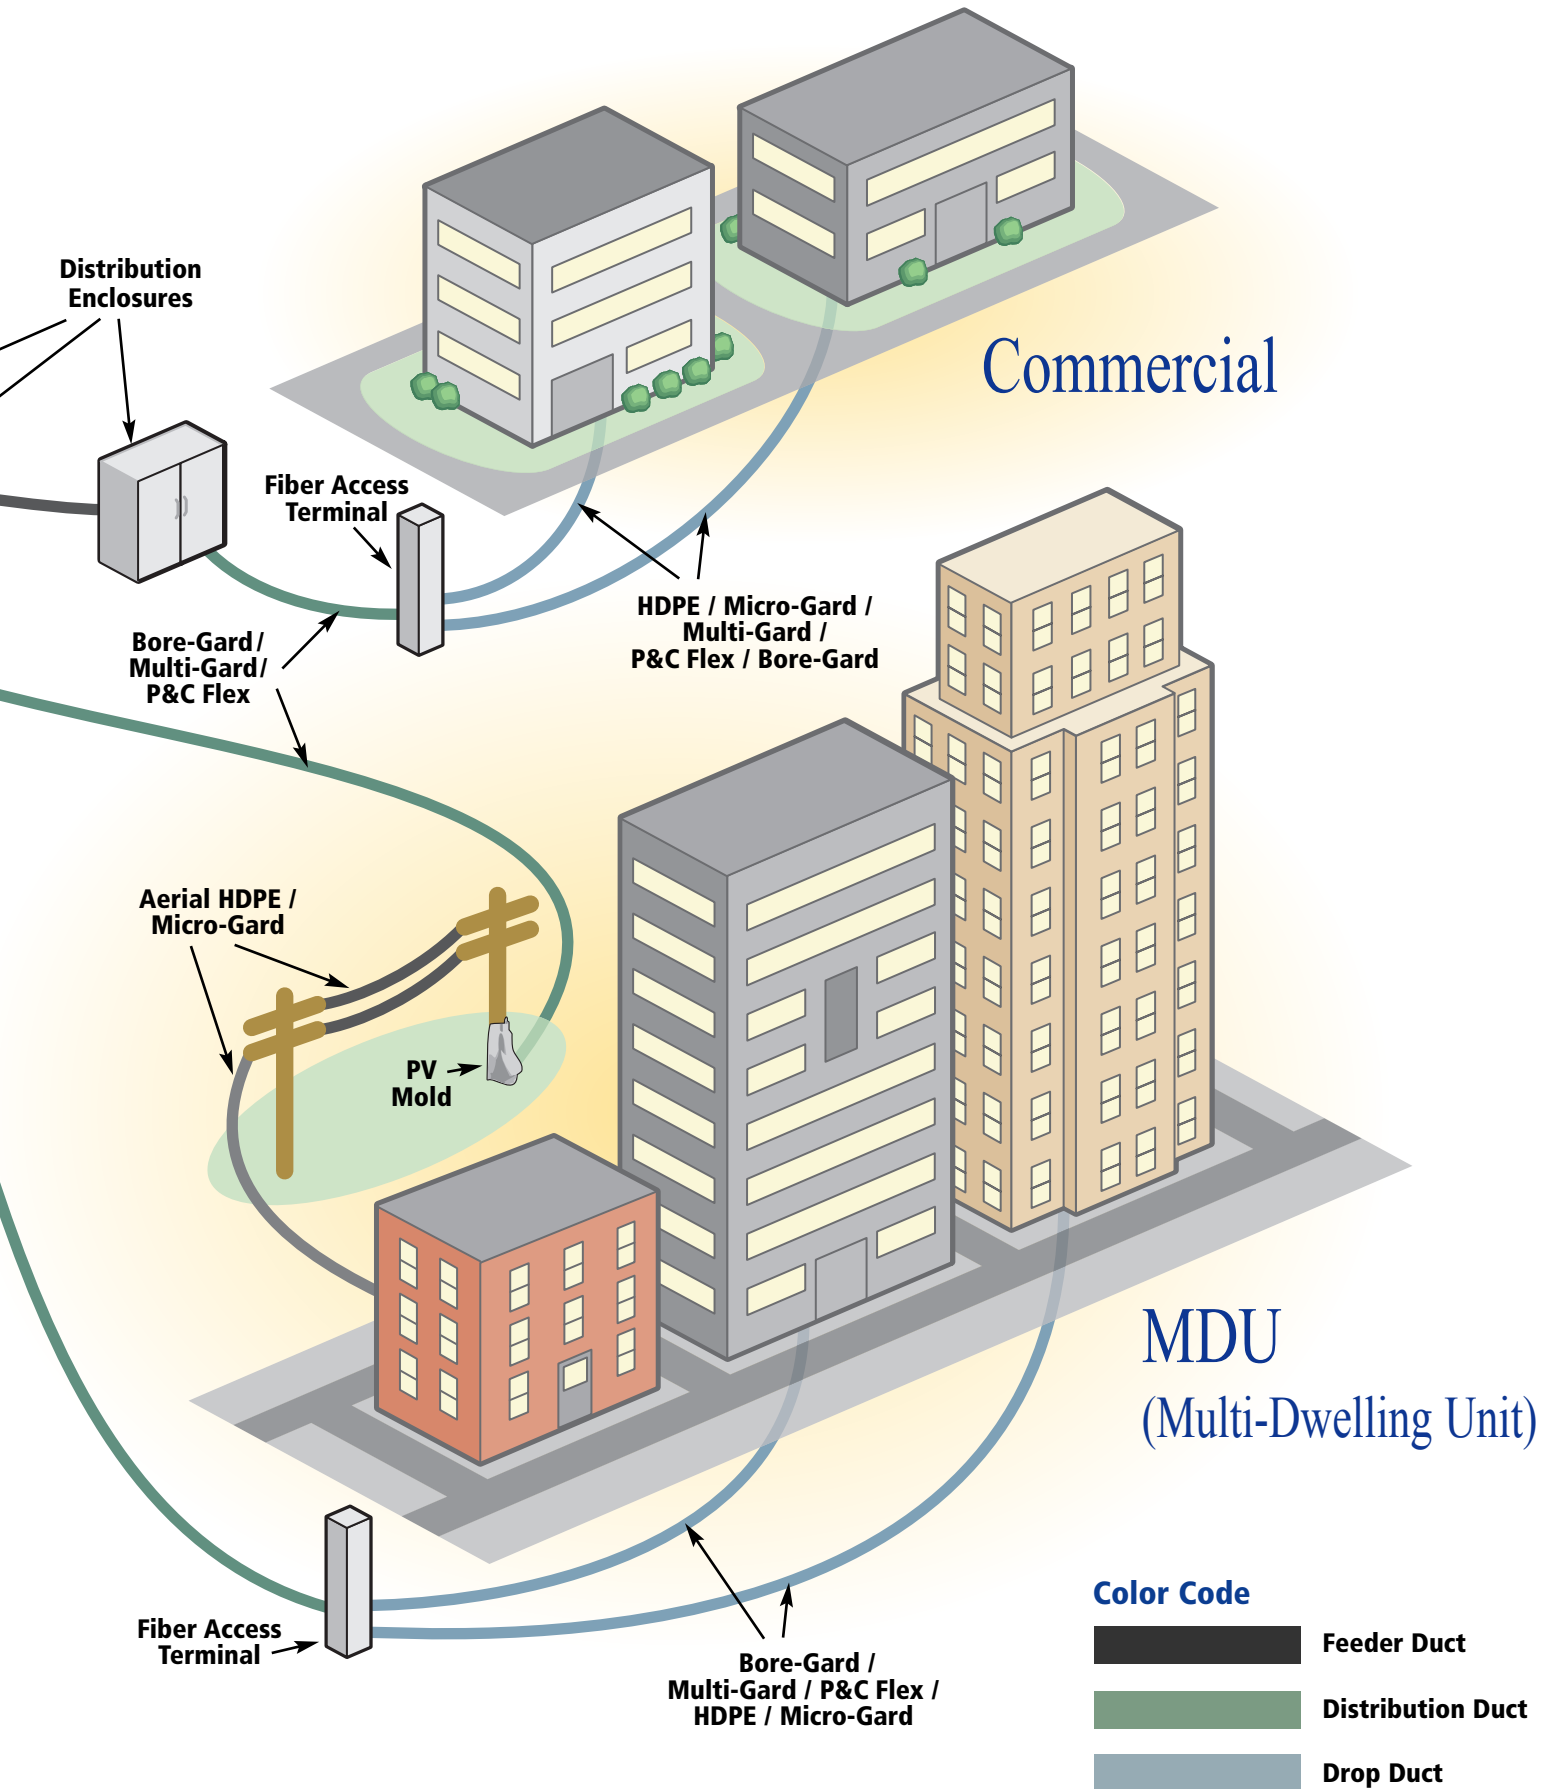 Distribution
Enclosures
Commercial
Fiber Access
Terminal
HDPE / Micro-Gard /
Multi-Gard /
P&C Flex / Bore-Gard
Bore-Gard/
Multi-Gard/
P&C Flex
Aerial HDPE /
Micro-Gard
PV
Mold
MDU
(Multi-Dwelling Unit)
Fiber Access
Terminal
Bore-Gard /
Multi-Gard / P&C Flex /
HDPE / Micro-Gard
Color Code
Feeder Duct
Distribution Duct
Drop Duct